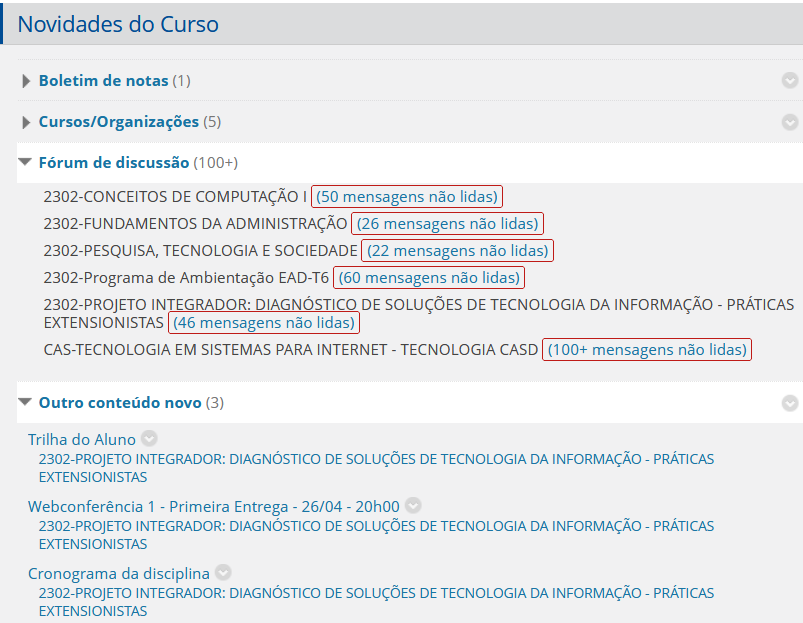 Novidades do Curso
Boletim de notas (1)
Cursos/Organizações (5)
Fórum de discussão (100+)
2302-CONCEITOS DE COMPUTAÇÃO I (50 mensagens não lidas)
2302-FUNDAMENTOS DA ADMINISTRAÇÃO (26 mensagens não lidas)
2302-PESQUISA, TECNOLOGIA E SOCIEDADE (22 mensagens não lidas)
2302-Programa de Ambientação EAD-T6 (60 mensagens não lidas)
2302-PROJETO INTEGRADOR: DIAGNÓSTICO DE SOLUÇÕES DE TECNOLOGIA DA INFORMAÇÃO - PRÁTICAS
EXTENSIONISTAS (46 mensagens não lidas)
CAS-TECNOLOGIA EM SISTEMAS PARA INTERNET - TECNOLOGIA CASD (100+ mensagens não lidas)
Outro conteúdo novo (3)
Trilha do Aluno
2302-PROJETO INTEGRADOR: DIAGNÓSTICO DE SOLUÇÕES DE TECNOLOGIA DA INFORMAÇÃO - PRÁTICAS
EXTENSIONISTAS
Webconferência 1 - Primeira Entrega - 26/04 - 20h00
2302-PROJETO INTEGRADOR: DIAGNÓSTICO DE SOLUÇÕES DE TECNOLOGIA DA INFORMAÇÃO - PRÁTICAS
EXTENSIONISTAS
Cronograma da disciplina
2302-PROJETO INTEGRADOR: DIAGNÓSTICO DE SOLUÇÕES DE TECNOLOGIA DA INFORMAÇÃO - PRÁTICAS
EXTENSIONISTAS